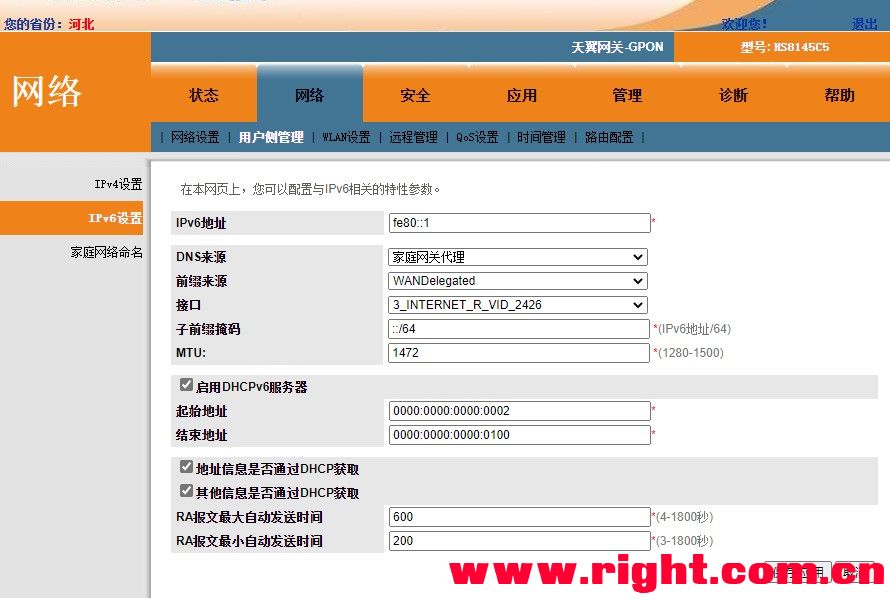 您的省份：河北
欢迎您！
退出
天翼网关-GPON
型号：HS8145C5
网络
状态
网络
安全
应用
管理
诊断
帮助
| 网络设置 | 用户侧管理 | WLAN设置 | 远程管理 | QoS设置 | 时间管理 | 路由配置 |
IPv4设置
IPv6设置
家庭网络命名
在本网页上，您可以配置与IPv6相关的特性参数。
IPv6地址 fe80::1 *
DNS来源 家庭网关代理
前缀来源 WANDelegated
接口 3_INTERNET_R_VID_2426
子前缀掩码 ::/64 *(IPv6地址/64)
MTU: 1472 *(1280-1500)
启用DHCPv6服务器
起始地址 0000:0000:0000:0002 *
结束地址 0000:0000:0000:0100 *
地址信息是否通过DHCP获取
其他信息是否通过DHCP获取
RA报文最大自动发送时间 600 *(4-1800秒)
RA报文最小自动发送时间 200 *(3-1800秒)
www.right.com.cn